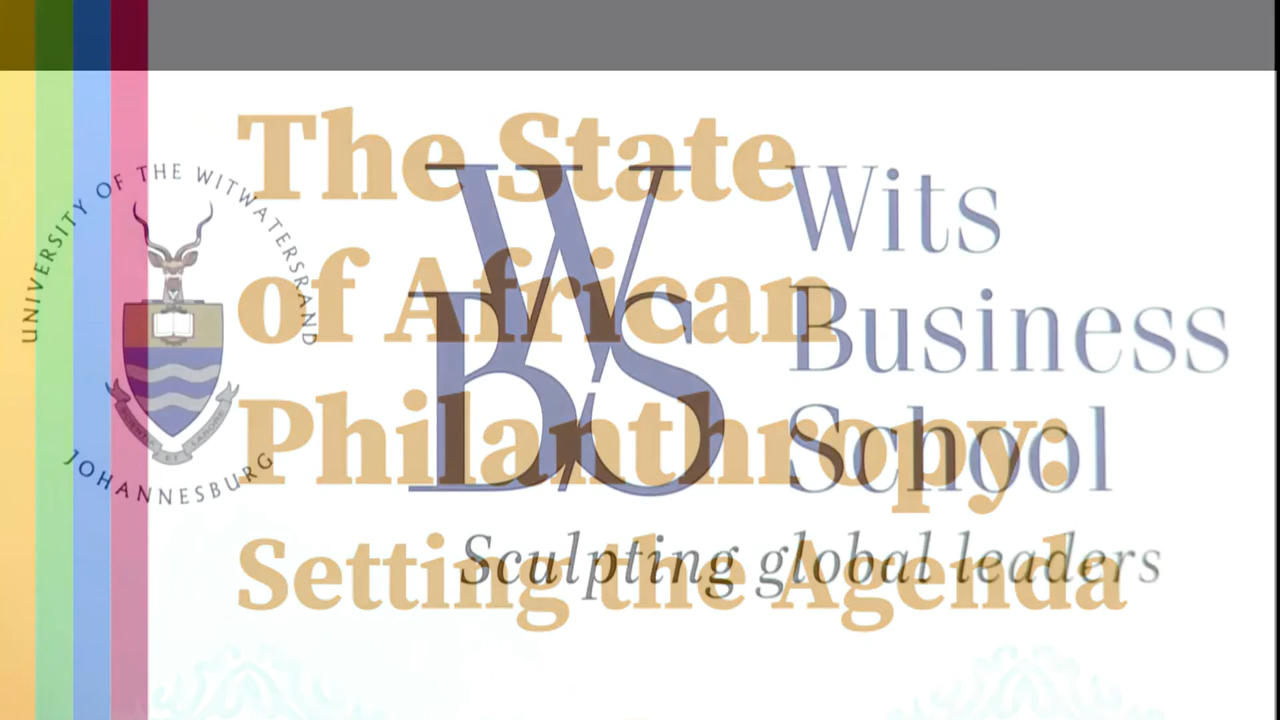 The State
of African
Philanthropy:
Setting the Agenda
UNIVERSITY OF THE WITWATERSRAND
JOHANNESBURG
WBS
Wits
Business
School
Sculpting global leaders